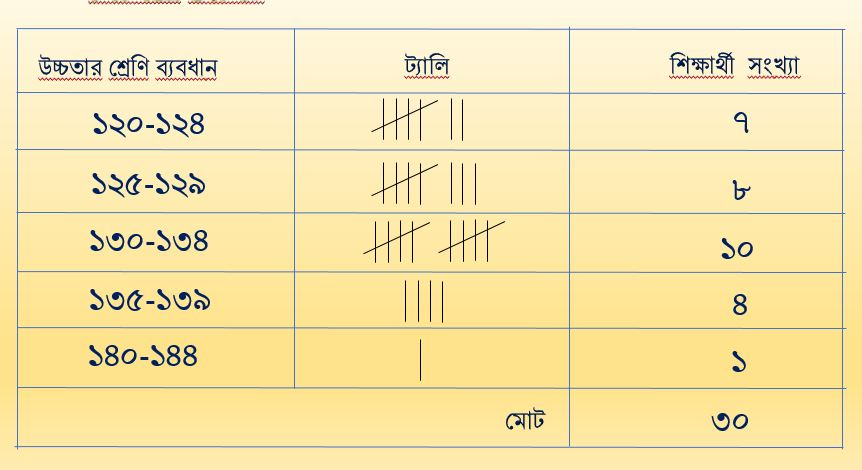 উচ্চতার শ্রেণি ব্যবধান ট্যালি শিক্ষার্থী সংখ্যা
১২০-১২৪ ৭
১২৫-১২৯ ৮
১৩০-১৩৪ ১০
১৩৫-১৩৯ ৪
১৪০-১৪৪ ১
মোট ৩০